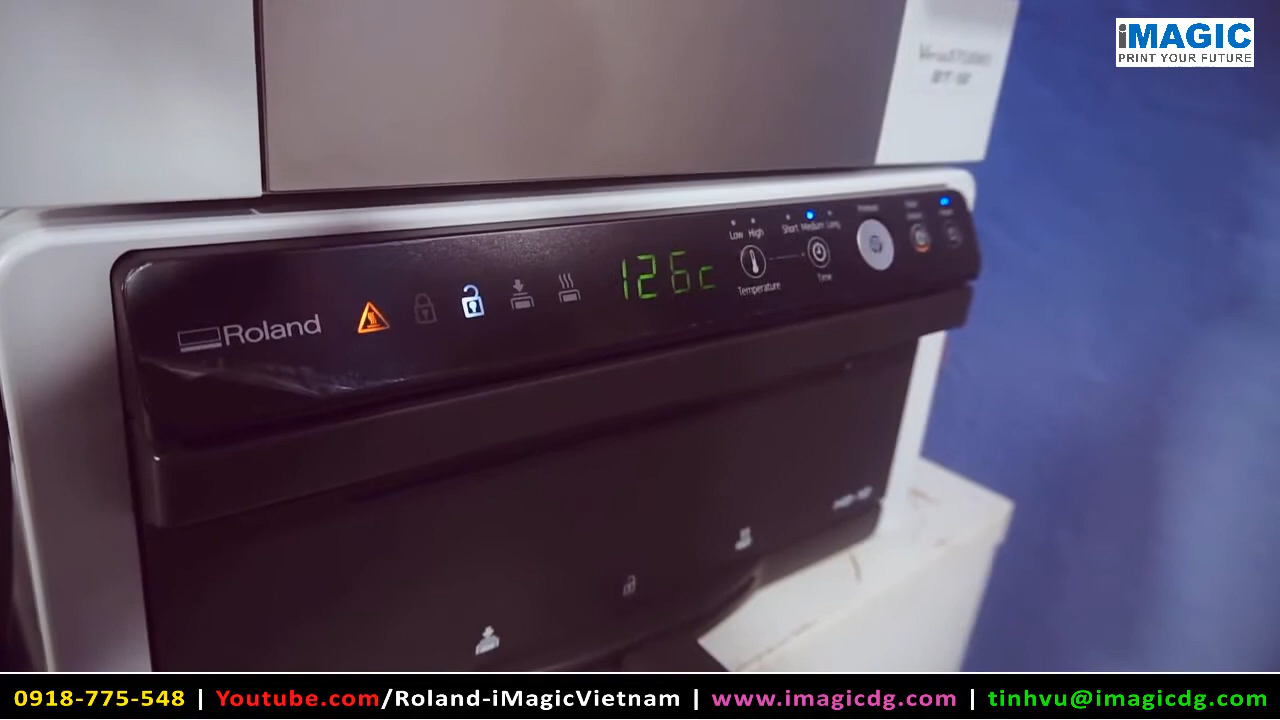 iMAGIC
PRINT YOUR FUTURE
Roland
126c
Low High
Temperature
Short Medium Long
Time
0918-775-548 | Youtube.com/Roland-iMagicVietnam | www.imagicdg.com | tinhvu@imagicdg.com